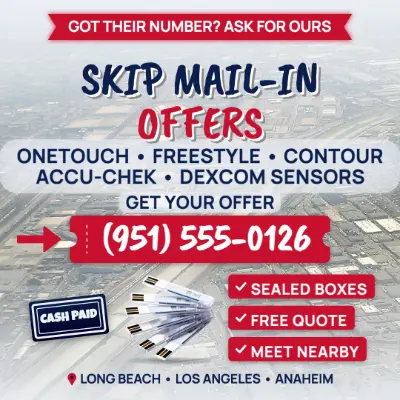 GOT THEIR NUMBER? ASK FOR OURS
SKIP MAIL-IN
OFFERS
ONETOUCH • FREESTYLE • CONTOUR
ACCU-CHEK • DEXCOM SENSORS
GET YOUR OFFER
(951) 555-0126
SEALED BOXES
CASH PAID
FREE QUOTE
MEET NEARBY
LONG BEACH • LOS ANGELES • ANAHEIM